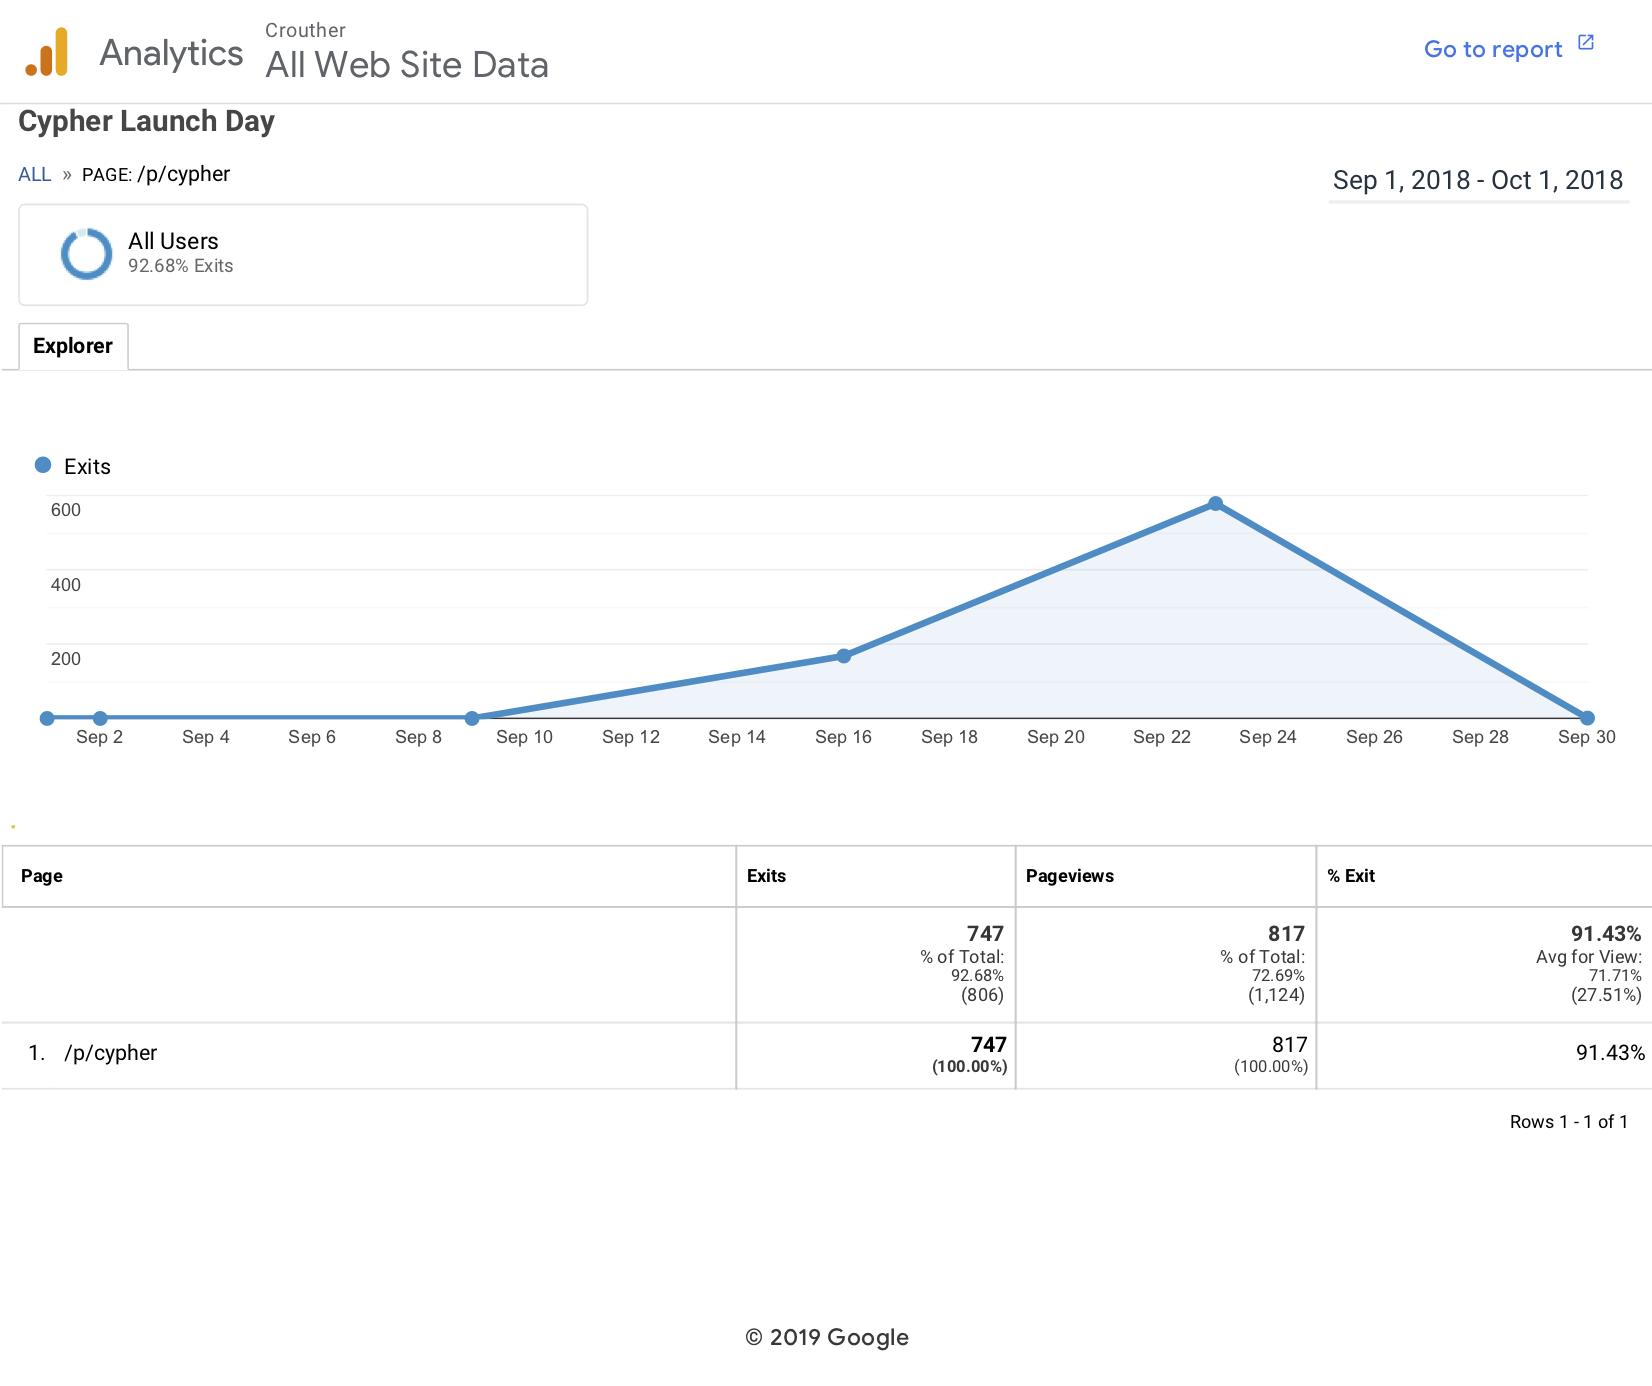 Analytics
Crouther
All Web Site Data
Go to report
Cypher Launch Day
ALL » PAGE: /p/cypher
Sep 1, 2018 - Oct 1, 2018
All Users
92.68% Exits
Explorer
Exits
600
400
200
Sep 2 Sep 4 Sep 6 Sep 8 Sep 10 Sep 12 Sep 14 Sep 16 Sep 18 Sep 20 Sep 22 Sep 24 Sep 26 Sep 28 Sep 30
Page Exits Pageviews % Exit
747 817 91.43%
% of Total: % of Total: Avg for View:
92.68% 72.69% 71.71%
(806) (1,124) (27.51%)
1. /p/cypher 747 817 91.43%
(100.00%) (100.00%)
Rows 1 - 1 of 1
© 2019 Google